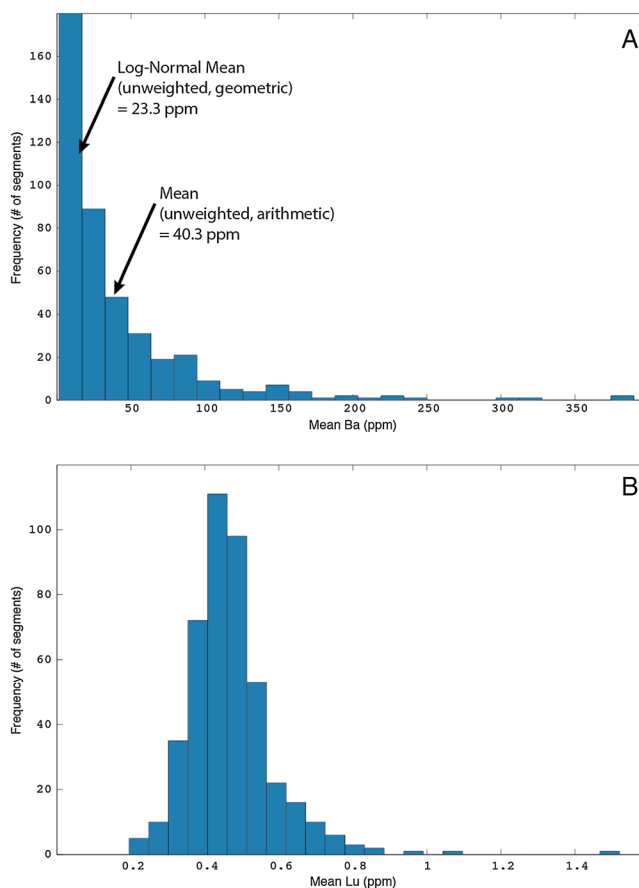 A
Log-Normal Mean
(unweighted, geometric)
= 23.3 ppm
Mean
(unweighted, arithmetic)
= 40.3 ppm
Frequency (# of segments)
160
140
120
100
80
60
40
20
0
50 100 150 200 250 300 350
Mean Ba (ppm)
B
Frequency (# of segments)
100
80
60
40
20
0
0.2 0.4 0.6 0.8 1 1.2 1.4
Mean Lu (ppm)